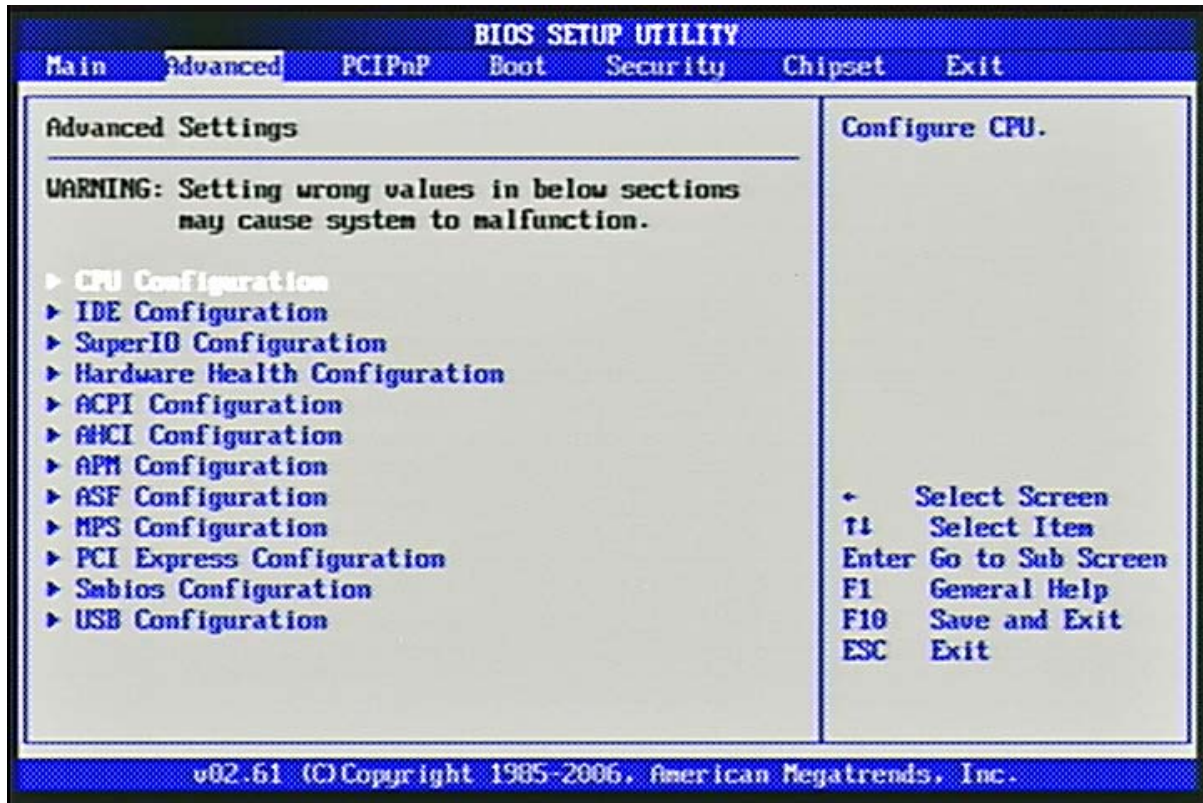 BIOS SETUP UTILITY
Main Advanced PCIPnP Boot Security Chipset Exit
Advanced Settings
WARNING: Setting wrong values in below sections
may cause system to malfunction.
▶ CPU Configuration
▶ IDE Configuration
▶ SuperIO Configuration
▶ Hardware Health Configuration
▶ ACPI Configuration
▶ AHCI Configuration
▶ APM Configuration
▶ ASF Configuration
▶ MPS Configuration
▶ PCI Express Configuration
▶ Smbios Configuration
▶ USB Configuration
Configure CPU.
← Select Screen
↑↓ Select Item
Enter Go to Sub Screen
F1 General Help
F10 Save and Exit
ESC Exit
v02.61 (C)Copyright 1985-2006, American Megatrends, Inc.